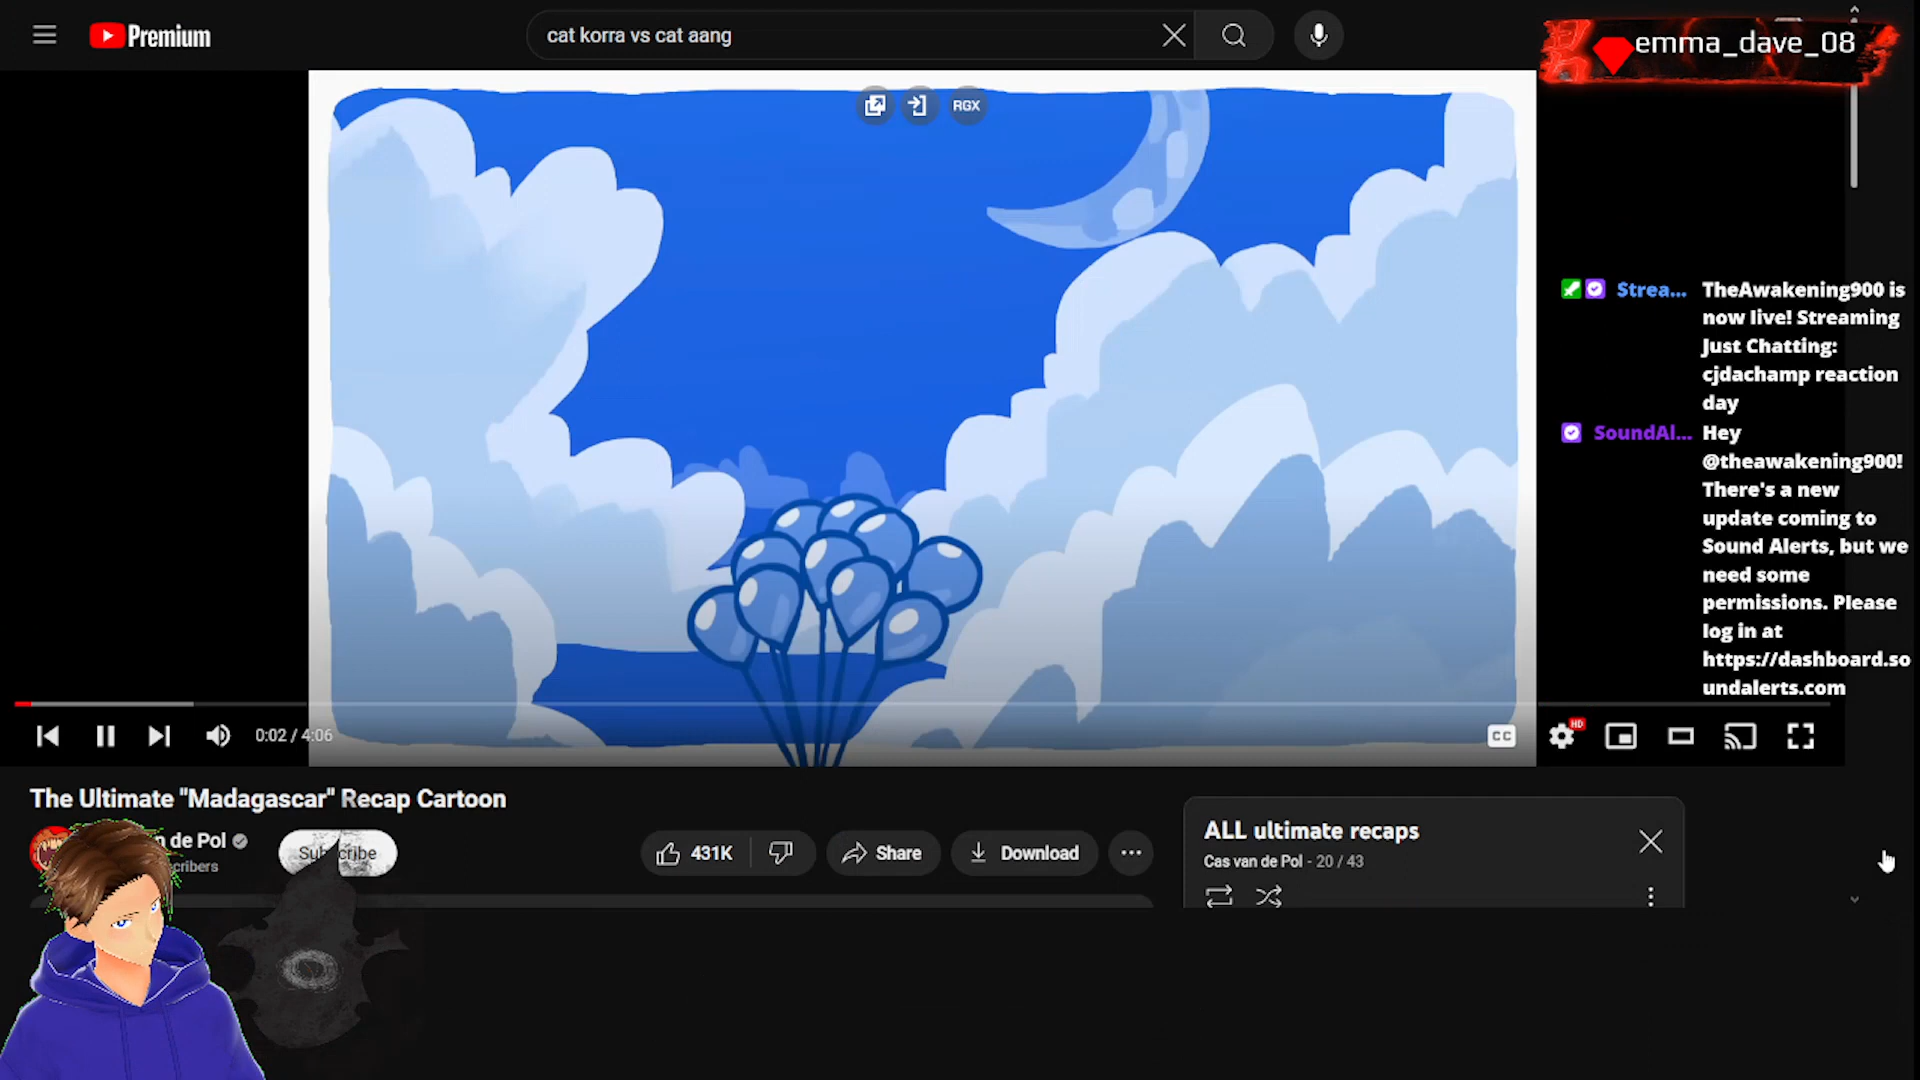 Premium
cat korra vs cat aang
emma_dave_08
RGX
Strea... TheAwakening900 is
now live! Streaming
Just Chatting:
cjdachamp reaction
day
SoundAl... Hey
@theawakening900!
There's a new
update coming to
Sound Alerts, but we
need some
permissions. Please
log in at
https://dashboard.so
undalerts.com
0:02 / 4:06
CC
HD
The Ultimate "Madagascar" Recap Cartoon
de Pol
Subscribe
431K
Share
Download
ALL ultimate recaps
Cas van de Pol - 20 / 43